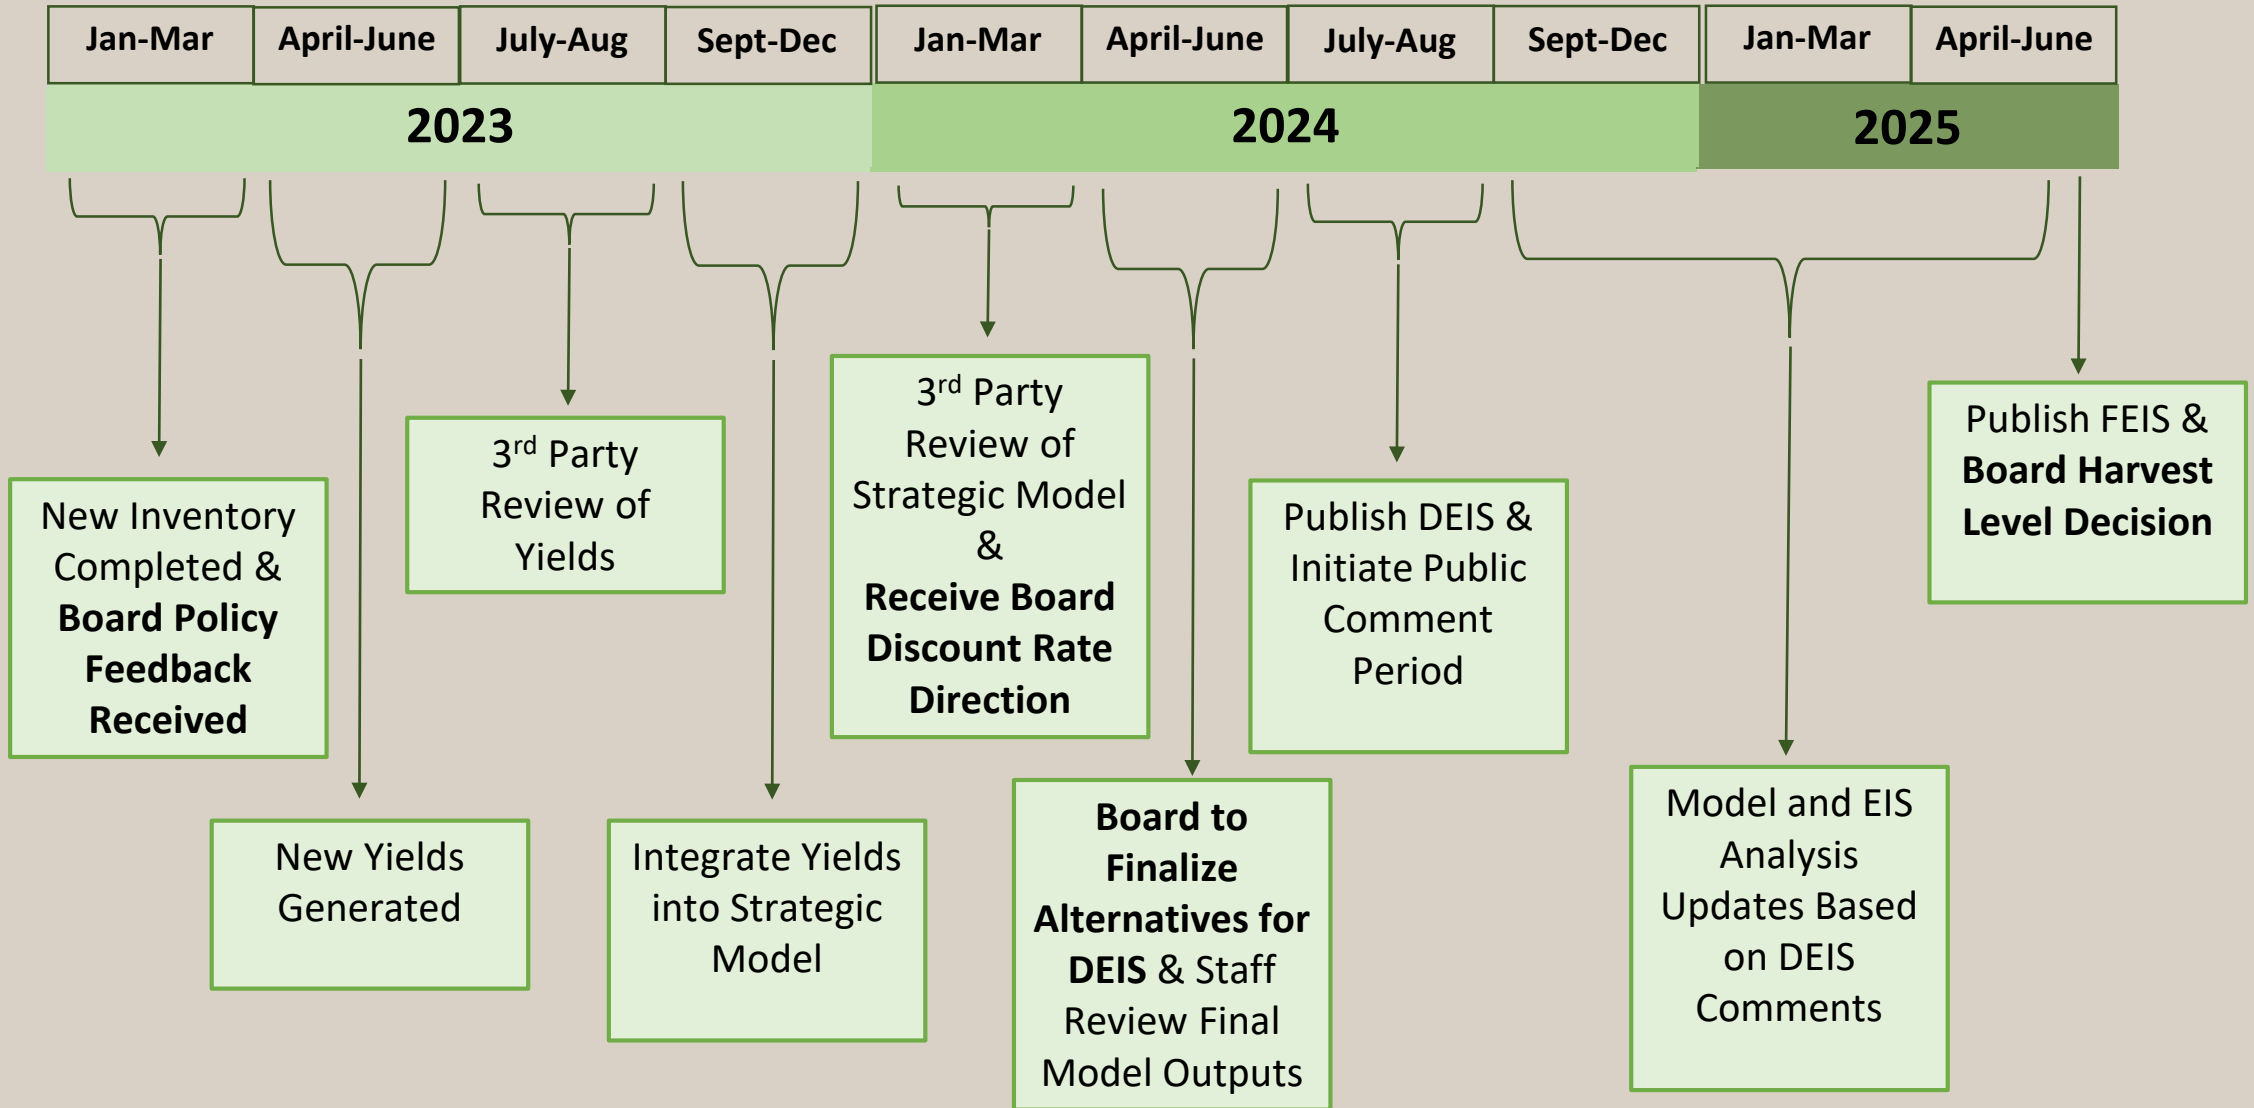 Jan-Mar
April-June
July-Aug
Sept-Dec
Jan-Mar
April-June
July-Aug
Sept-Dec
Jan-Mar
April-June
2023
2024
2025
New Inventory
Completed &
Board Policy
Feedback
Received
New Yields
Generated
3rd Party
Review of
Yields
Integrate Yields
into Strategic
Model
3rd Party
Review of
Strategic Model
&
Receive Board
Discount Rate
Direction
Board to
Finalize
Alternatives for
DEIS & Staff
Review Final
Model Outputs
Publish DEIS &
Initiate Public
Comment
Period
Model and EIS
Analysis
Updates Based
on DEIS
Comments
Publish FEIS &
Board Harvest
Level Decision